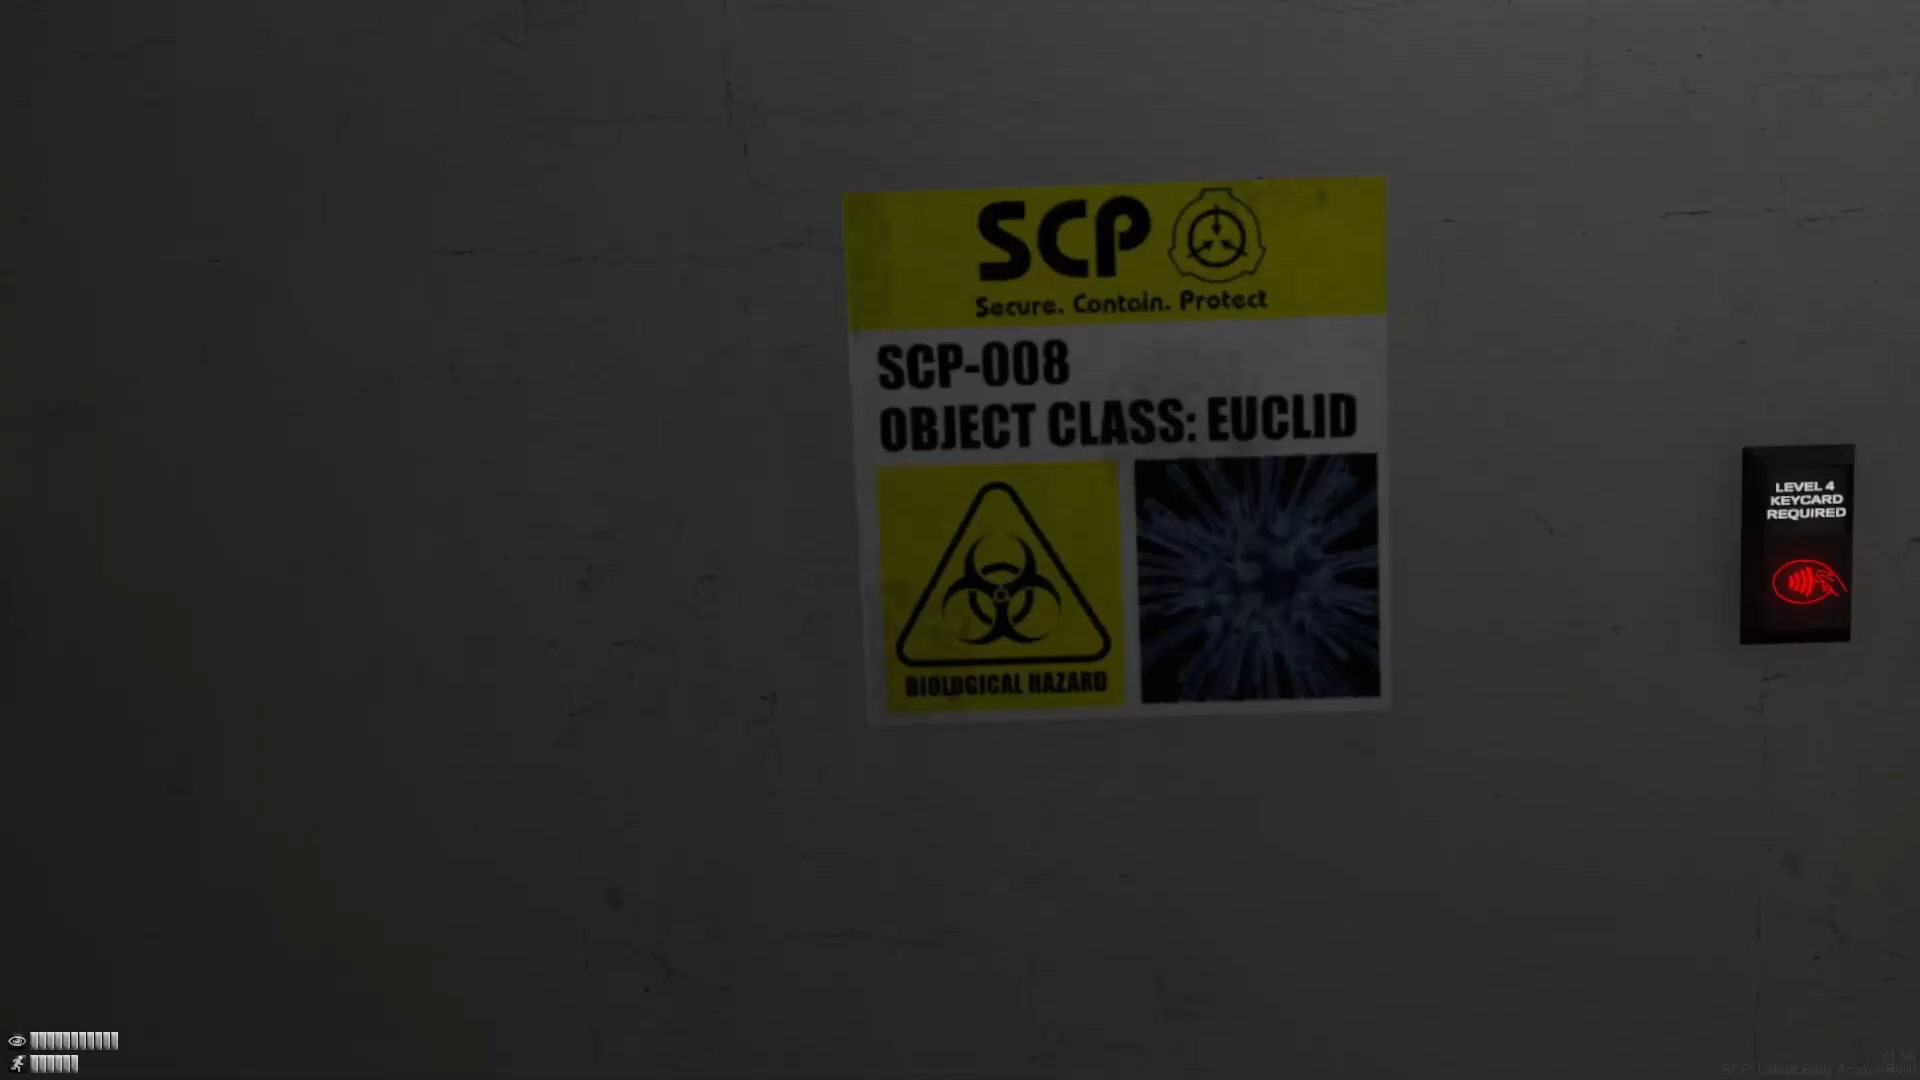 SCP
Secure. Contain. Protect
SCP-008
OBJECT CLASS: EUCLID
BIOLOGICAL HAZARD
LEVEL 4
KEYCARD
REQUIRED